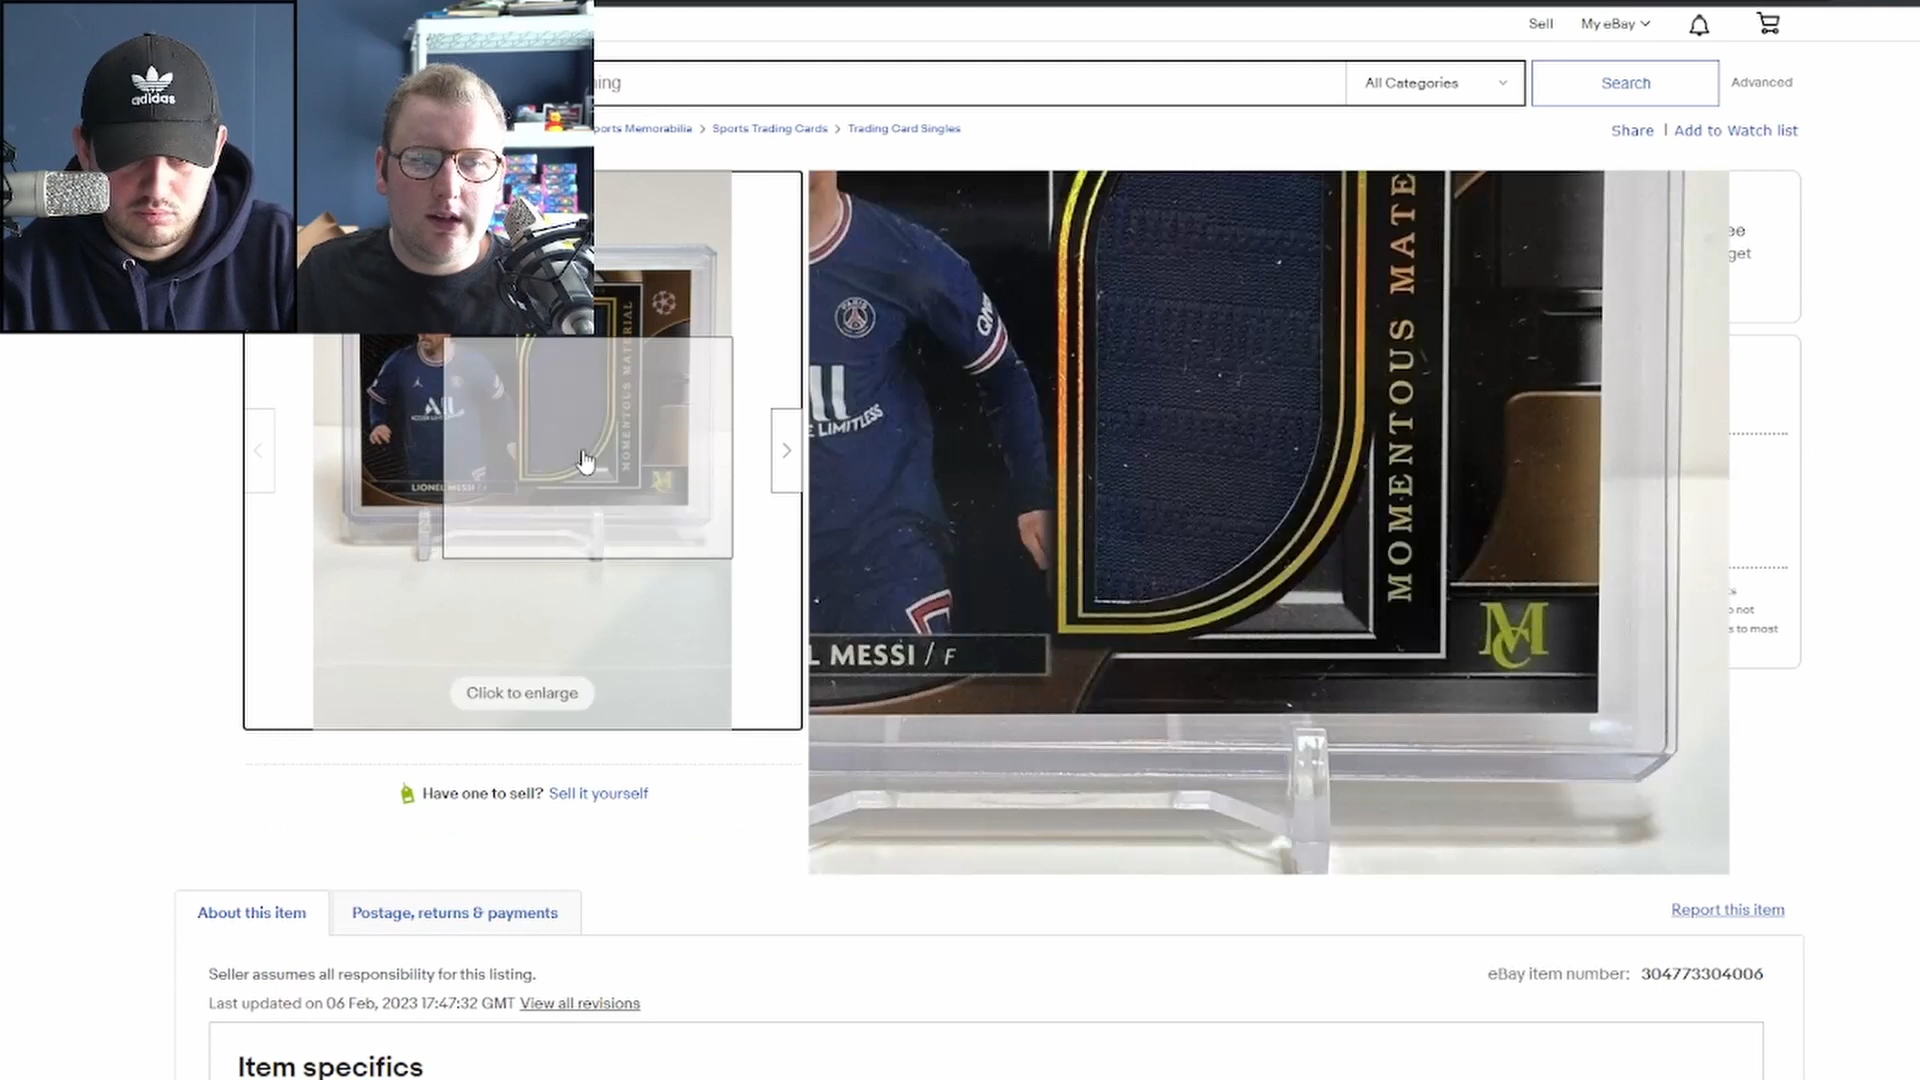 Sell My eBay
All Categories Search Advanced
Sports Trading Cards > Trading Card Singles
Share | Add to Watch list
adidas
MOMENTOUS MATERIAL
ALL
LIONEL MESSI / F
MC
Click to enlarge
PARIS
LIMITLESS
MOMENTOUS MATE
L MESSI / F
MC
get
not
s to most
Have one to sell? Sell it yourself
About this item
Postage, returns & payments
Report this item
Seller assumes all responsibility for this listing.
eBay item number: 304773304006
Last updated on 06 Feb, 2023 17:47:32 GMT View all revisions
Item specifics